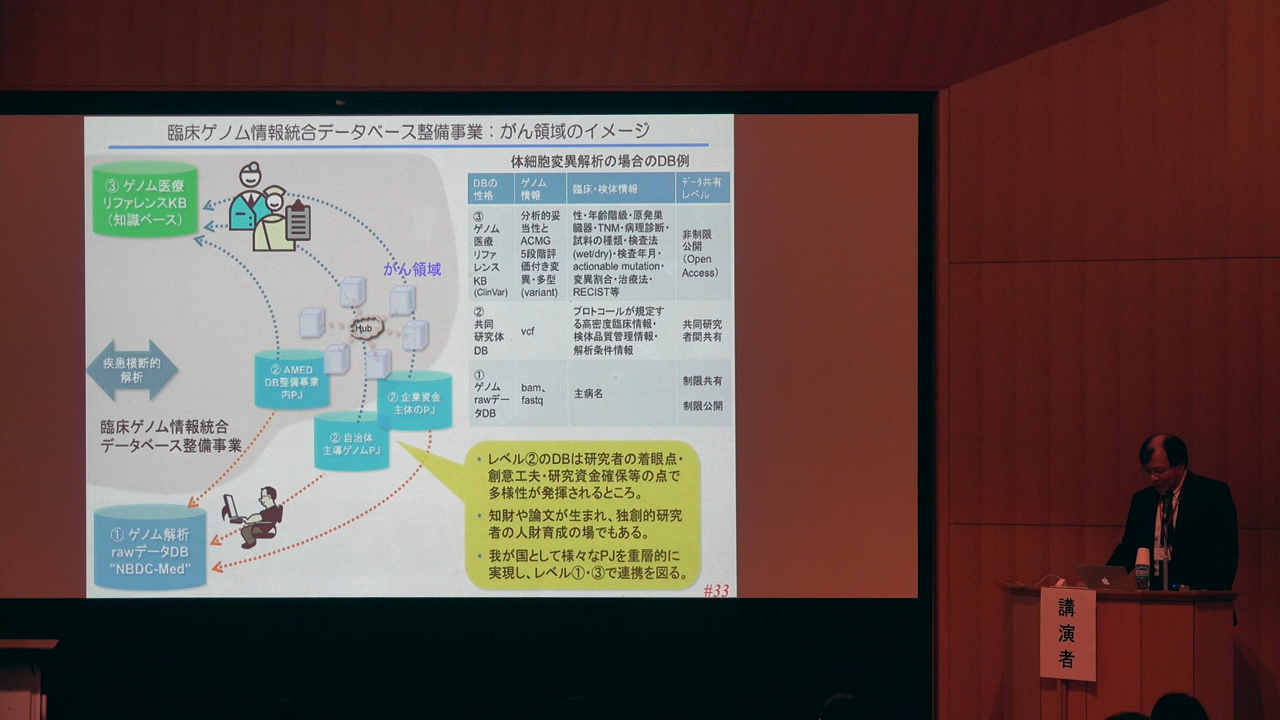 臨床ゲノム情報統合データベース整備事業：がん領域のイメージ
③ ゲノム医療
リファレンスKB
（知識ベース）
がん領域
Hub
疾患横断的
解析
② AMED
DB整備事業
内PJ
② 企業資金
主体のPJ
② 自治体
主導ゲノムPJ
臨床ゲノム情報統合
データベース整備事業
① ゲノム解析
rawデータDB
"NBDC-Med"
体細胞変異解析の場合のDB例
DBの
性格
ゲノム
情報
臨床・検体情報
データ共有
レベル
③
ゲノム
医療
リファ
レンス
KB
(ClinVar)
分析的妥
当性と
ACMG
5段階評
価付き変
異・多型
(variant)
性・年齢階級・原発巣
臓器・TNM・病理診断・
試料の種類・検査法
(wet/dry)・検査年月・
actionable mutation・
変異割合・治療法・
RECIST等
非制限
公開
（Open
Access）
②
共同
研究体
DB
vcf
プロトコールが規定す
る高密度臨床情報・
検体品質管理情報・
解析条件情報
共同研究
者間共有
①
ゲノム
rawデー
タDB
bam、
fastq
主病名
制限共有
制限公開
・ レベル②のDBは研究者の着眼点・
創意工夫・研究資金確保等の点で
多様性が発揮されるところ。
・ 知財や論文が生まれ、独創的研究
者の人財育成の場でもある。
・ 我が国として様々なPJを重層的に
実現し、レベル①・③で連携を図る。
#33
講
演
者